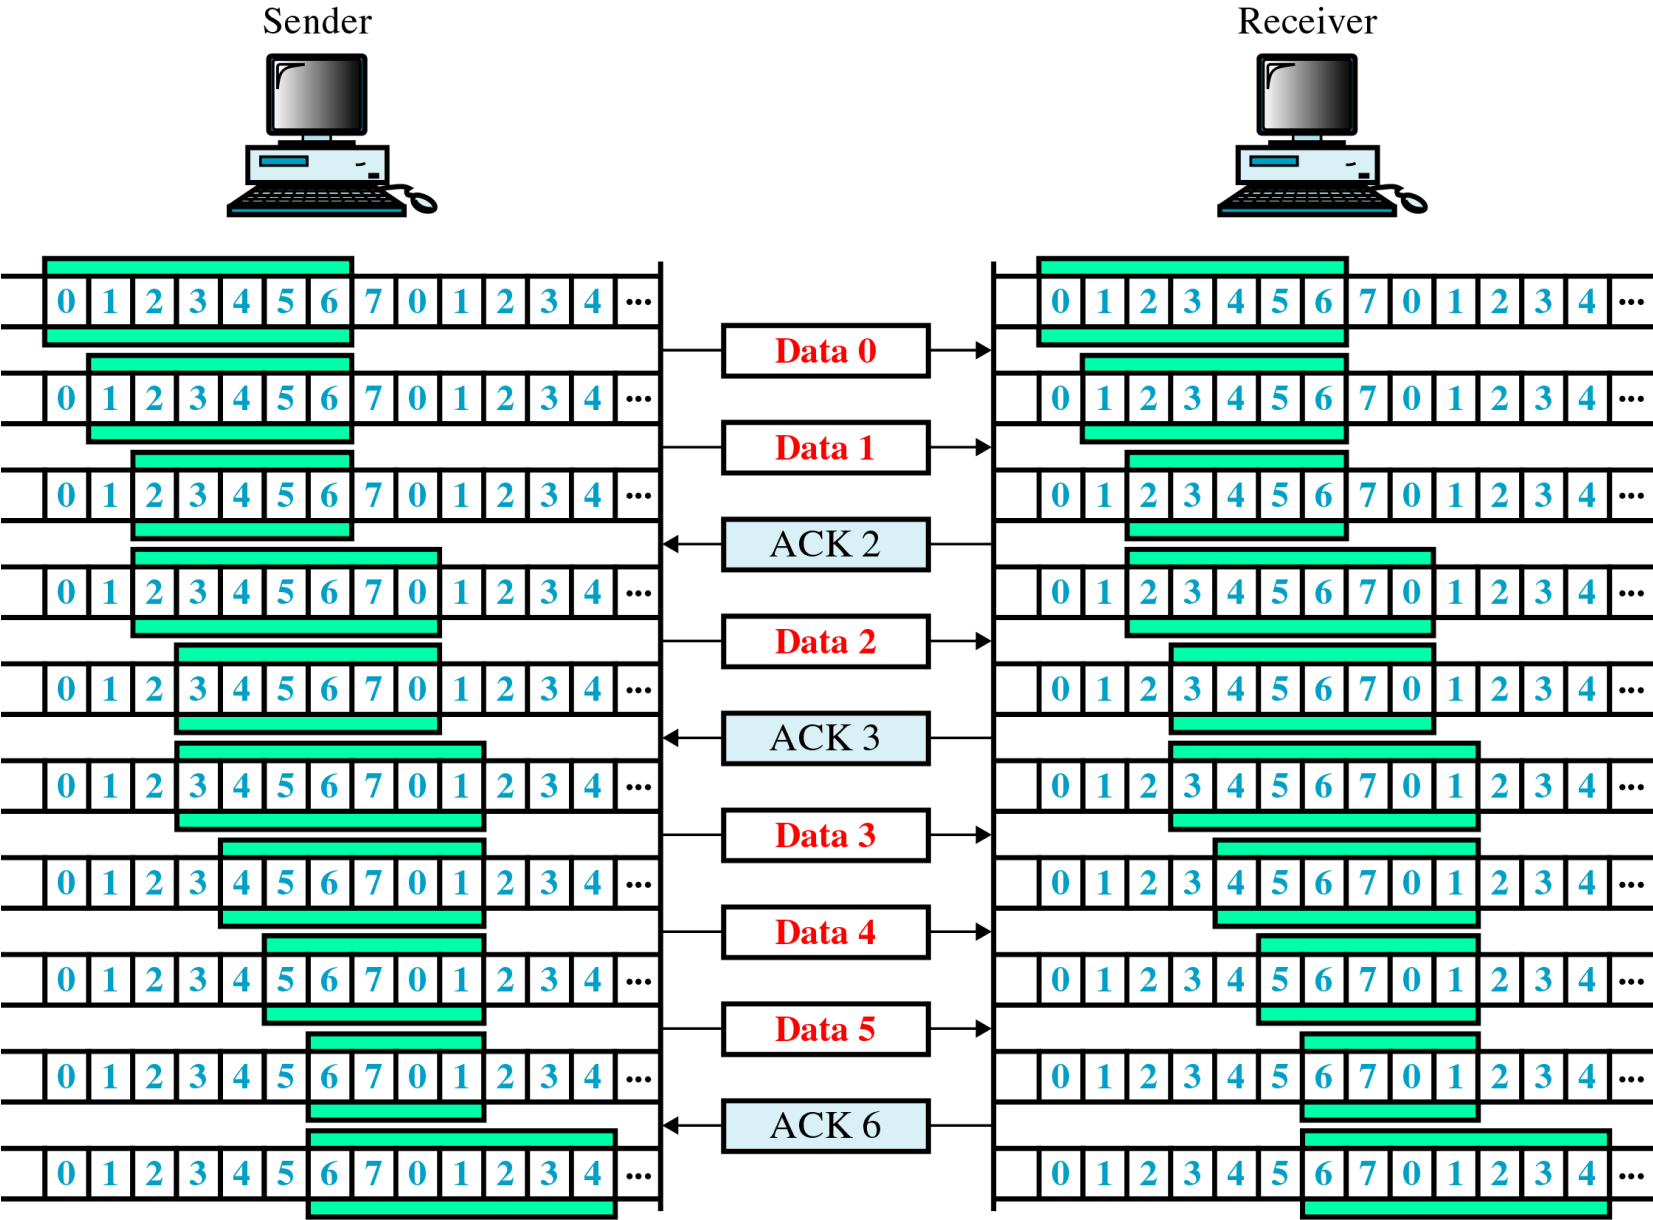 Sender Receiver
0 1 2 3 4 5 6 7 0 1 2 3 4 ... 0 1 2 3 4 5 6 7 0 1 2 3 4 ...
Data 0
0 1 2 3 4 5 6 7 0 1 2 3 4 ... 0 1 2 3 4 5 6 7 0 1 2 3 4 ...
Data 1
0 1 2 3 4 5 6 7 0 1 2 3 4 ... 0 1 2 3 4 5 6 7 0 1 2 3 4 ...
ACK 2
0 1 2 3 4 5 6 7 0 1 2 3 4 ... 0 1 2 3 4 5 6 7 0 1 2 3 4 ...
Data 2
0 1 2 3 4 5 6 7 0 1 2 3 4 ... 0 1 2 3 4 5 6 7 0 1 2 3 4 ...
ACK 3
0 1 2 3 4 5 6 7 0 1 2 3 4 ... 0 1 2 3 4 5 6 7 0 1 2 3 4 ...
Data 3
0 1 2 3 4 5 6 7 0 1 2 3 4 ... 0 1 2 3 4 5 6 7 0 1 2 3 4 ...
Data 4
0 1 2 3 4 5 6 7 0 1 2 3 4 ... 0 1 2 3 4 5 6 7 0 1 2 3 4 ...
Data 5
0 1 2 3 4 5 6 7 0 1 2 3 4 ... 0 1 2 3 4 5 6 7 0 1 2 3 4 ...
ACK 6
0 1 2 3 4 5 6 7 0 1 2 3 4 ... 0 1 2 3 4 5 6 7 0 1 2 3 4 ...